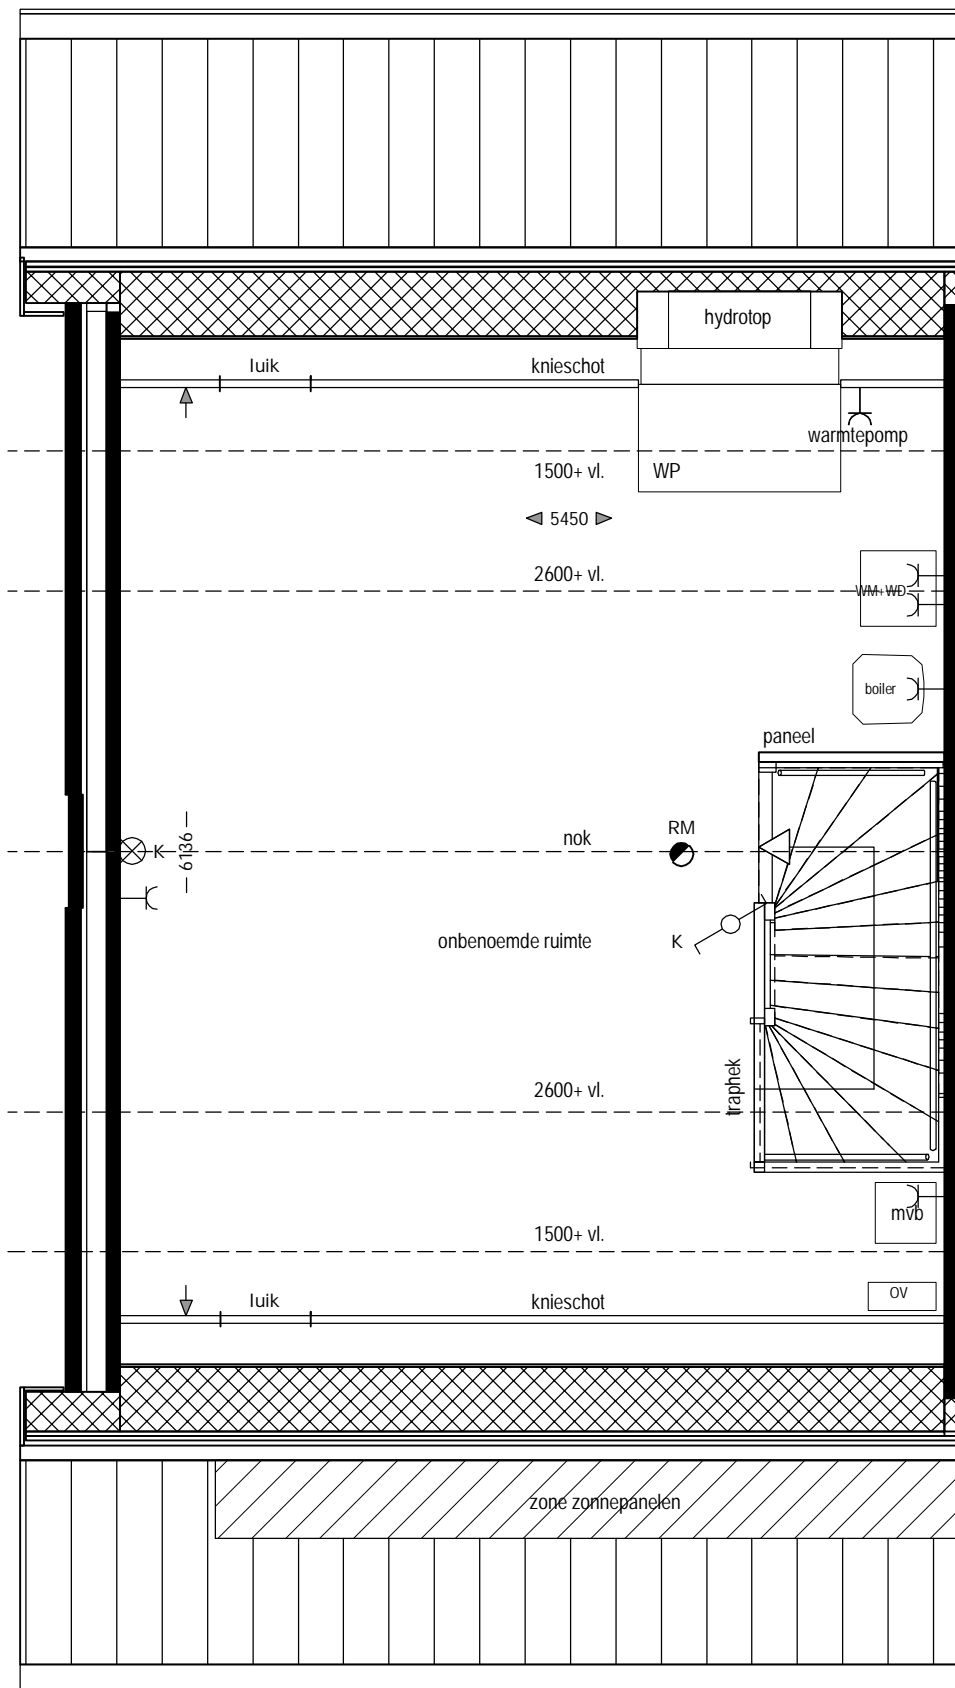 hydrotop
luik
knieschot
warmtepomp
1500+ vl.
WP
5450
2600+ vl.
WM+WD
boiler
paneel
RM
nok
K
6136
onbenoemde ruimte
K
traphek
2600+ vl.
mvb
1500+ vl.
OV
luik
knieschot
zone zonnepanelen